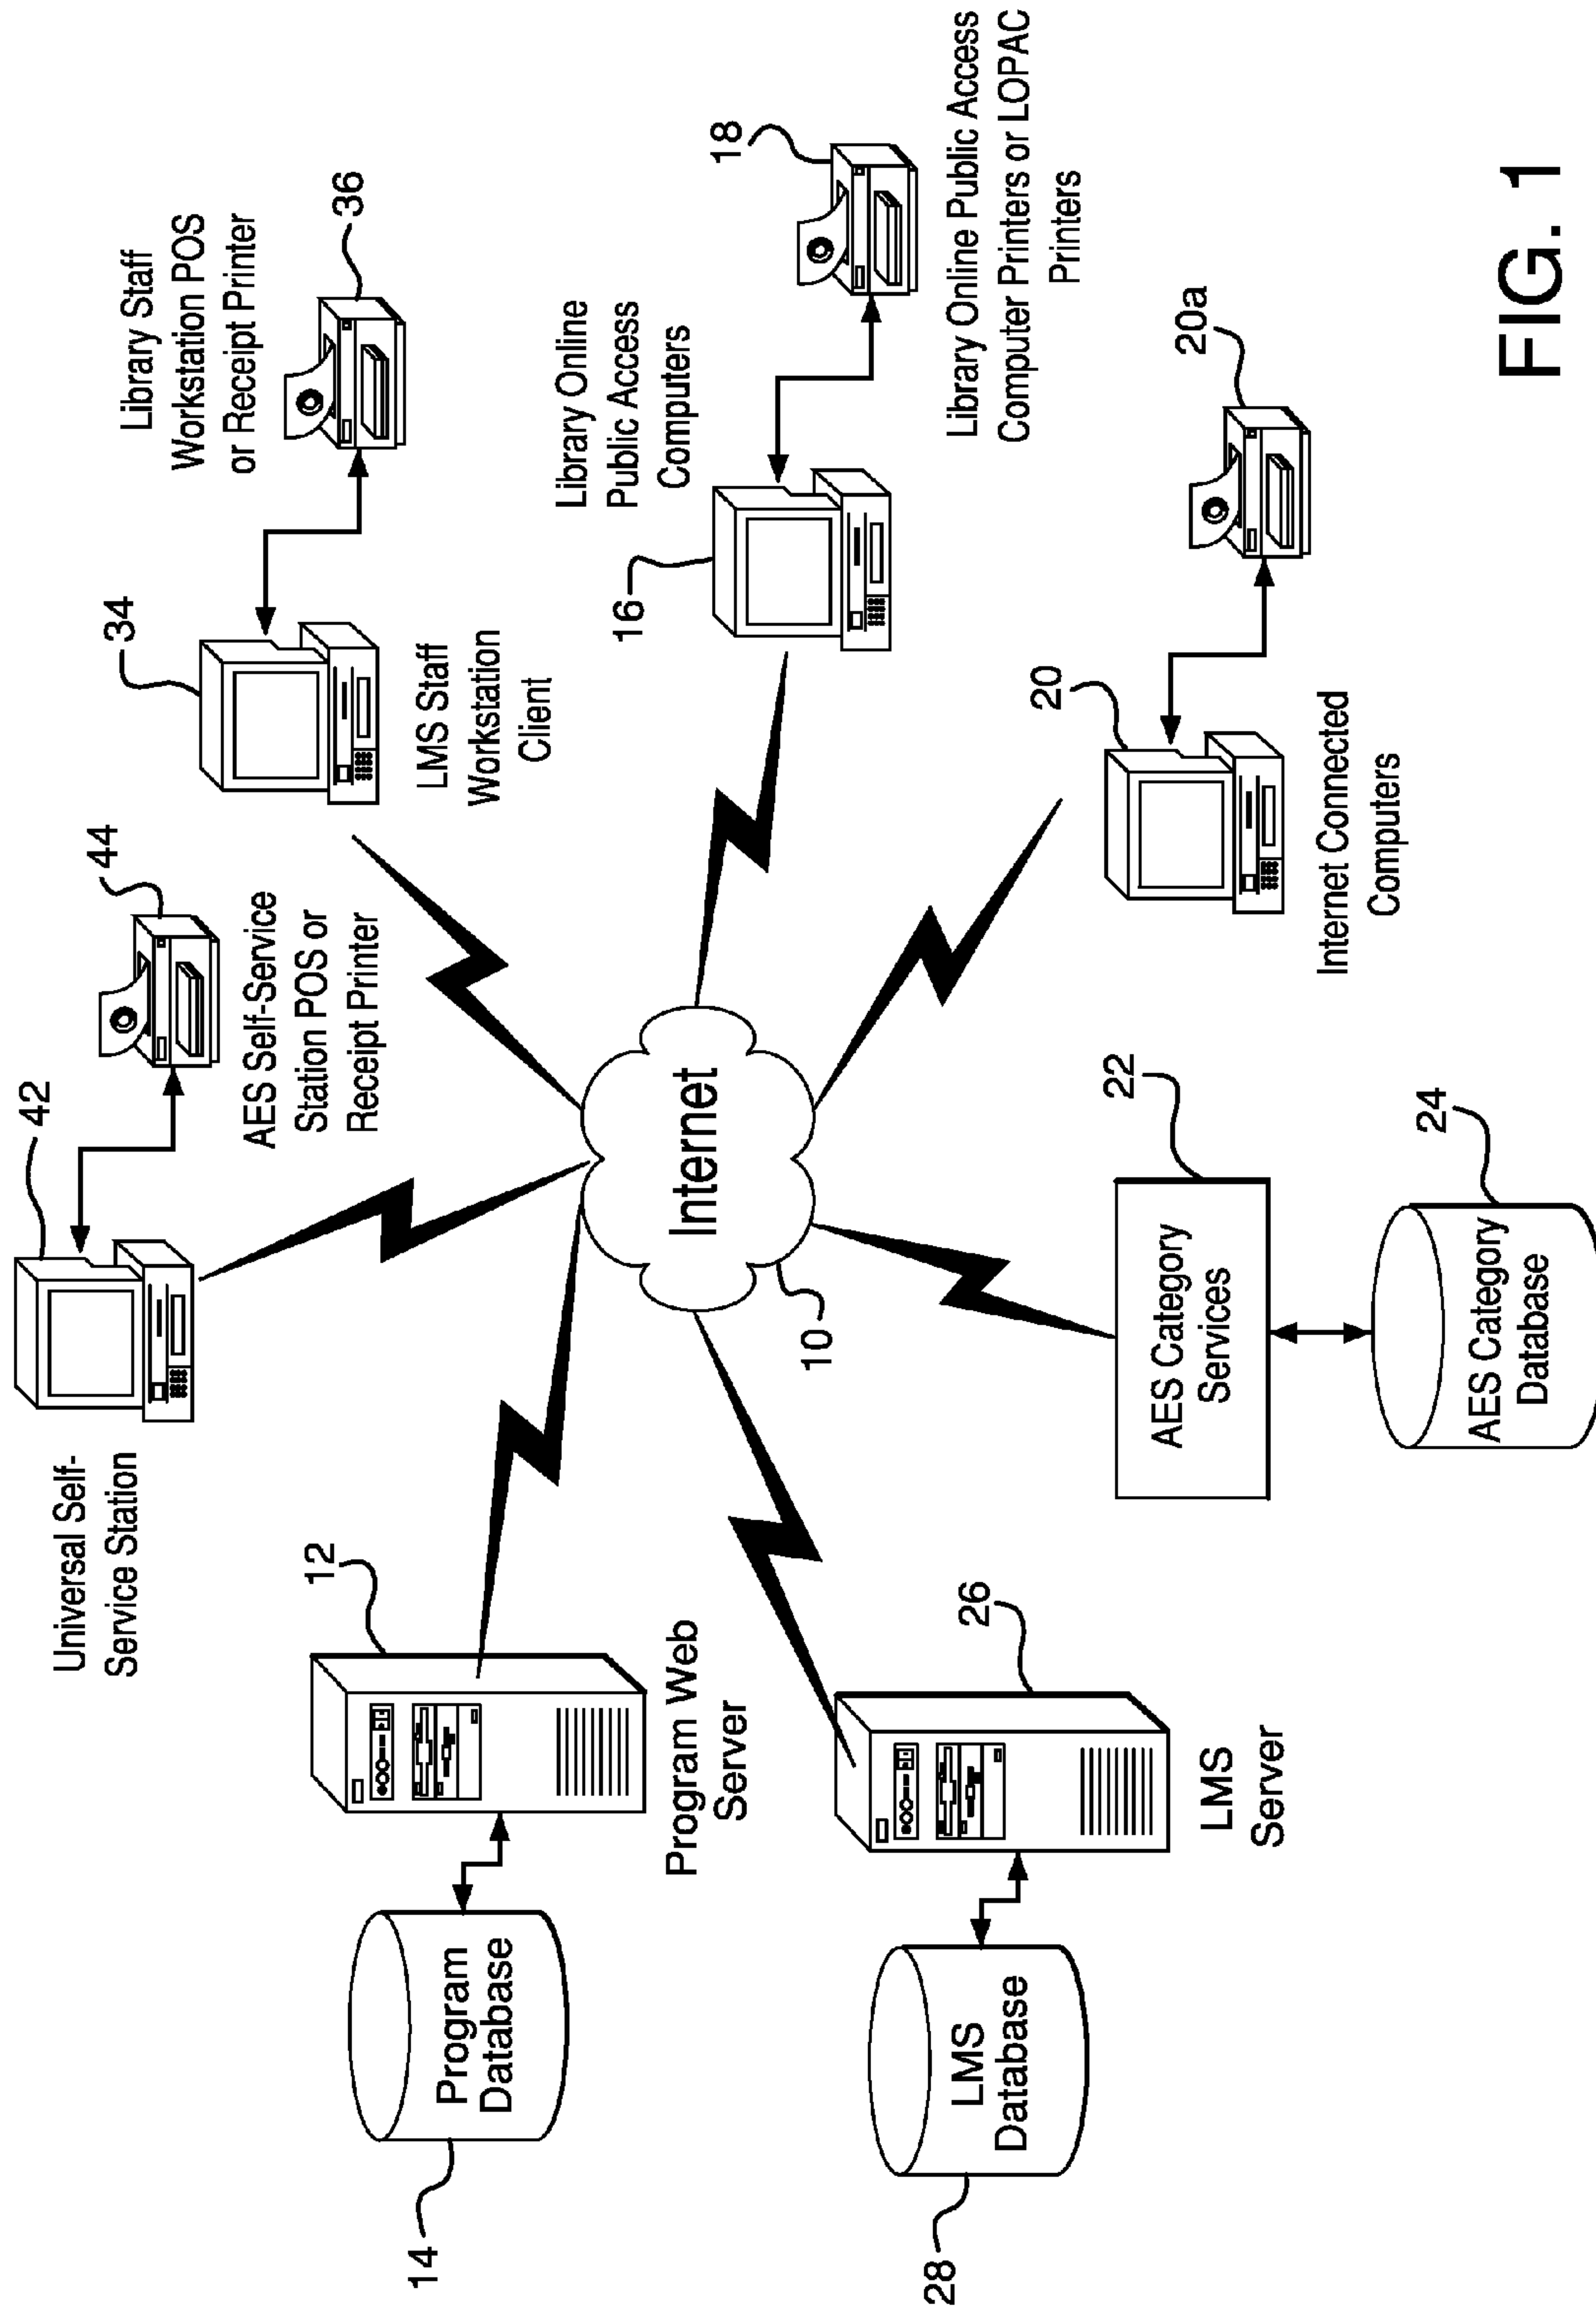 42
Universal Self-
Service Station
44
AES Self-Service
Station POS or
Receipt Printer
34
LMS Staff
Workstation
Client
Library Staff
Workstation POS
or Receipt Printer
36
12
Program Web
Server
14
Program
Database
Internet
10
16
Library Online
Public Access
Computers
18
Library Online Public Access
Computer Printers or LOPAC
Printers
26
LMS
Server
28
LMS
Database
22
AES Category
Services
24
AES Category
Database
20
Internet Connected
Computers
20a
FIG. 1